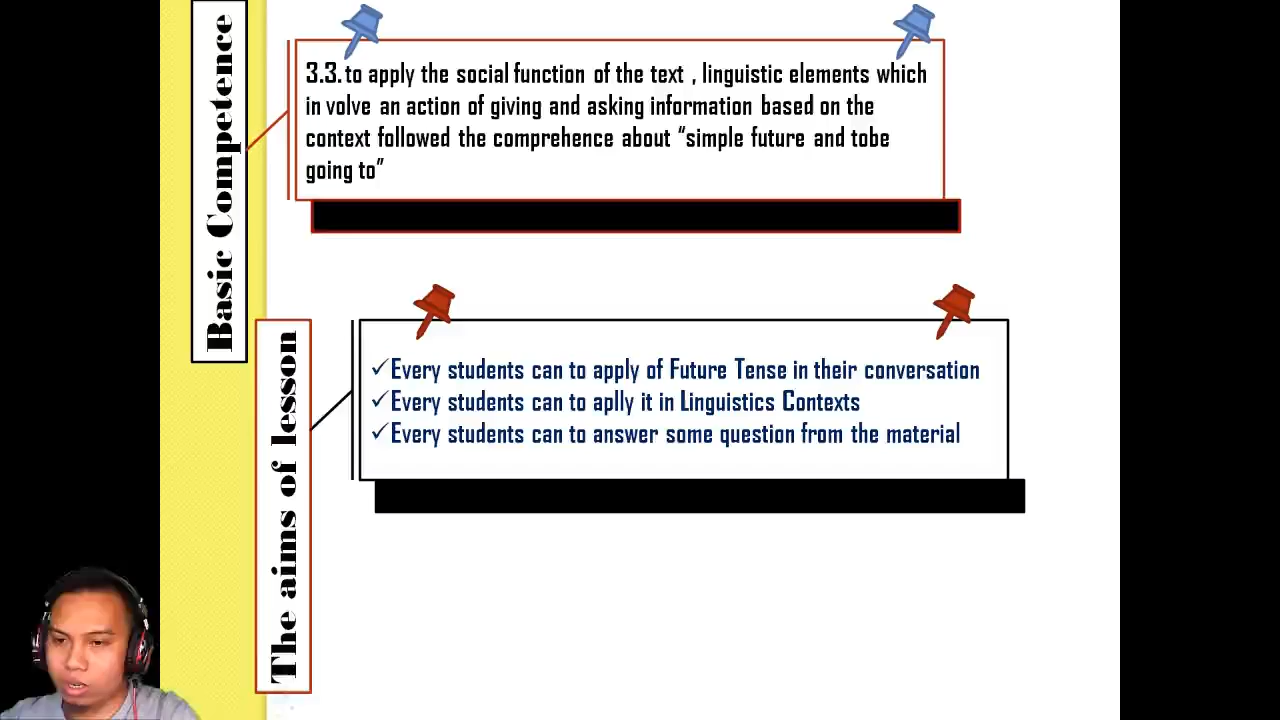 Basic Competence
3.3. to apply the social function of the text , linguistic elements which
in volve an action of giving and asking information based on the
context followed the comprehence about “simple future and tobe
going to”
The aims of lesson
✓Every students can to apply of Future Tense in their conversation
✓Every students can to aplly it in Linguistics Contexts
✓Every students can to answer some question from the material